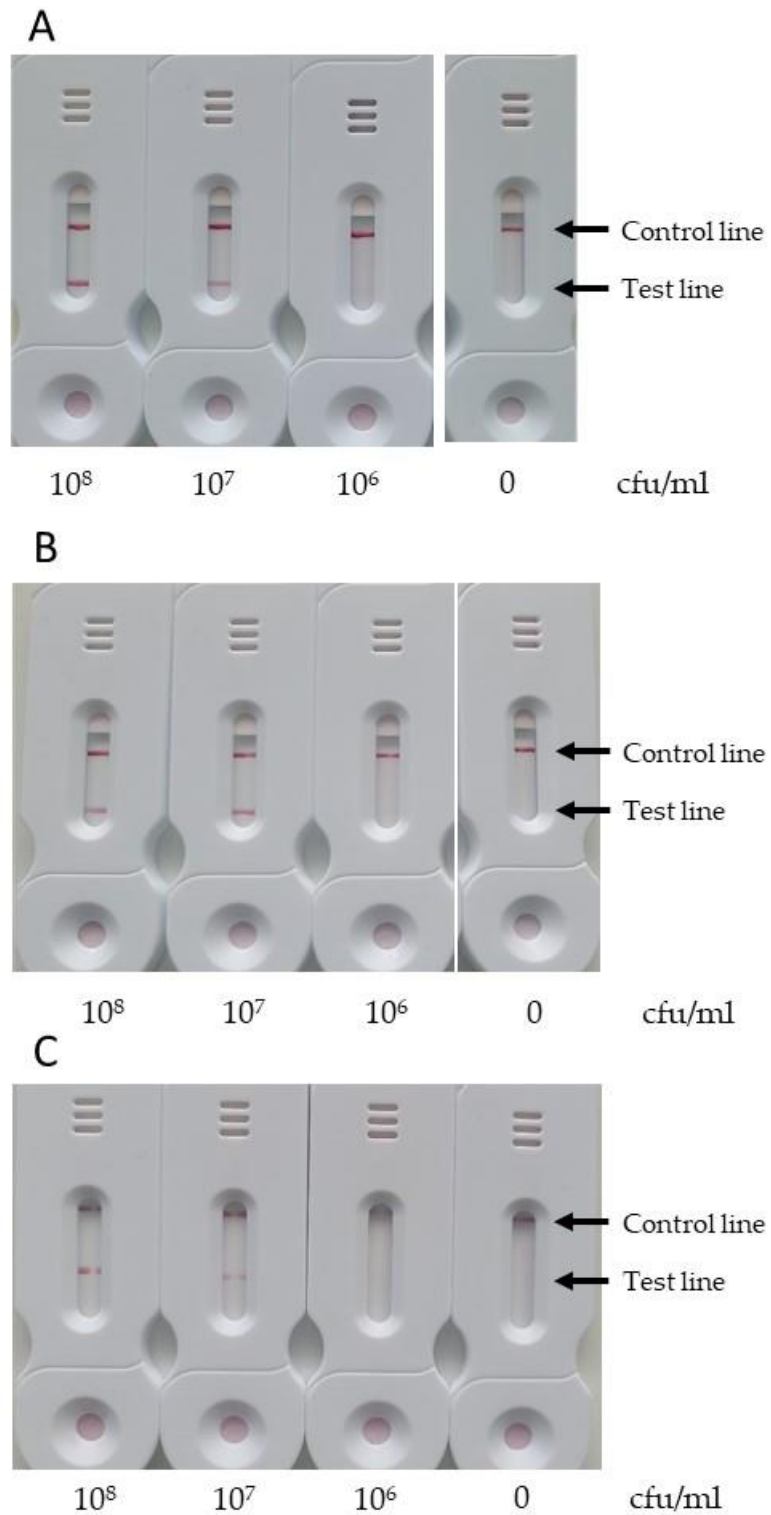 A
Control line
Test line
10⁸ 10⁷ 10⁶ 0 cfu/ml
B
Control line
Test line
10⁸ 10⁷ 10⁶ 0 cfu/ml
C
Control line
Test line
10⁸ 10⁷ 10⁶ 0 cfu/ml